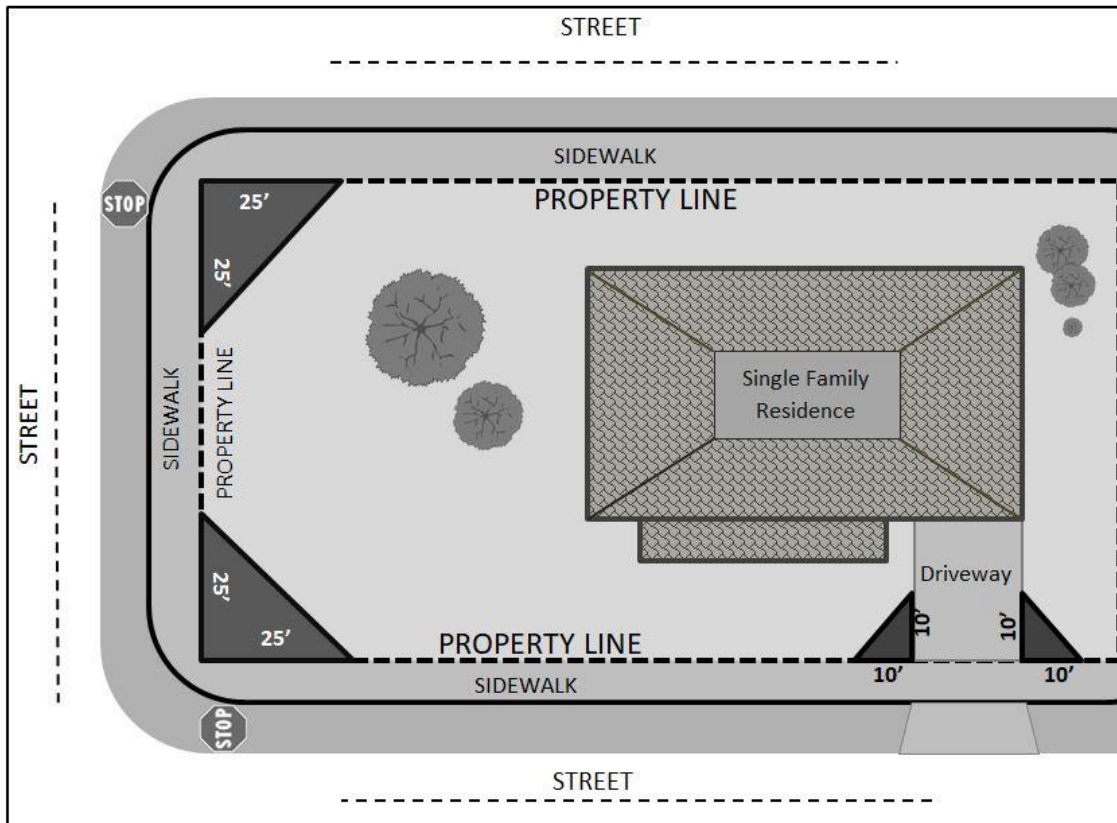 STREET
SIDEWALK
STOP
25'
PROPERTY LINE
25'
STREET
SIDEWALK
PROPERTY LINE
Single Family
Residence
Driveway
25'
25'
PROPERTY LINE
10'
10'
10'
10'
SIDEWALK
STOP
STREET